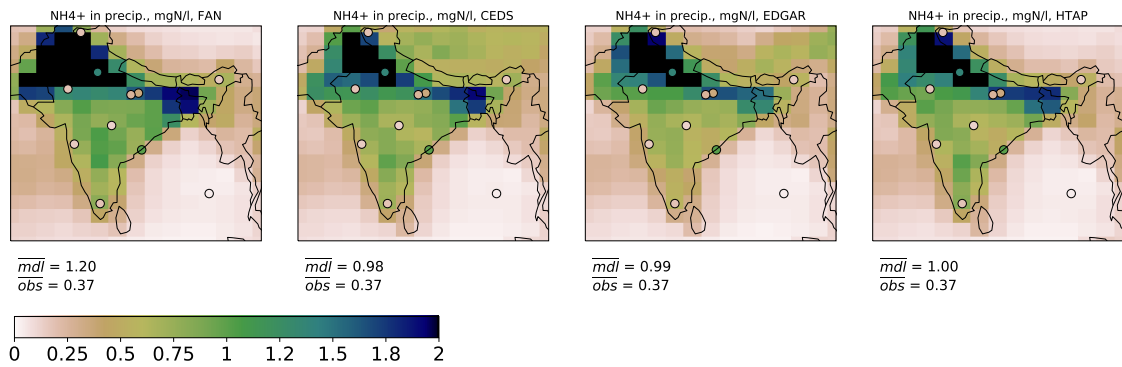 NH4+ in precip., mgN/l, FAN
NH4+ in precip., mgN/l, CEDS
NH4+ in precip., mgN/l, EDGAR
NH4+ in precip., mgN/l, HTAP
mdl = 1.20
obs = 0.37
mdl = 0.98
obs = 0.37
mdl = 0.99
obs = 0.37
mdl = 1.00
obs = 0.37
0 0.25 0.5 0.75 1 1.2 1.5 1.8 2